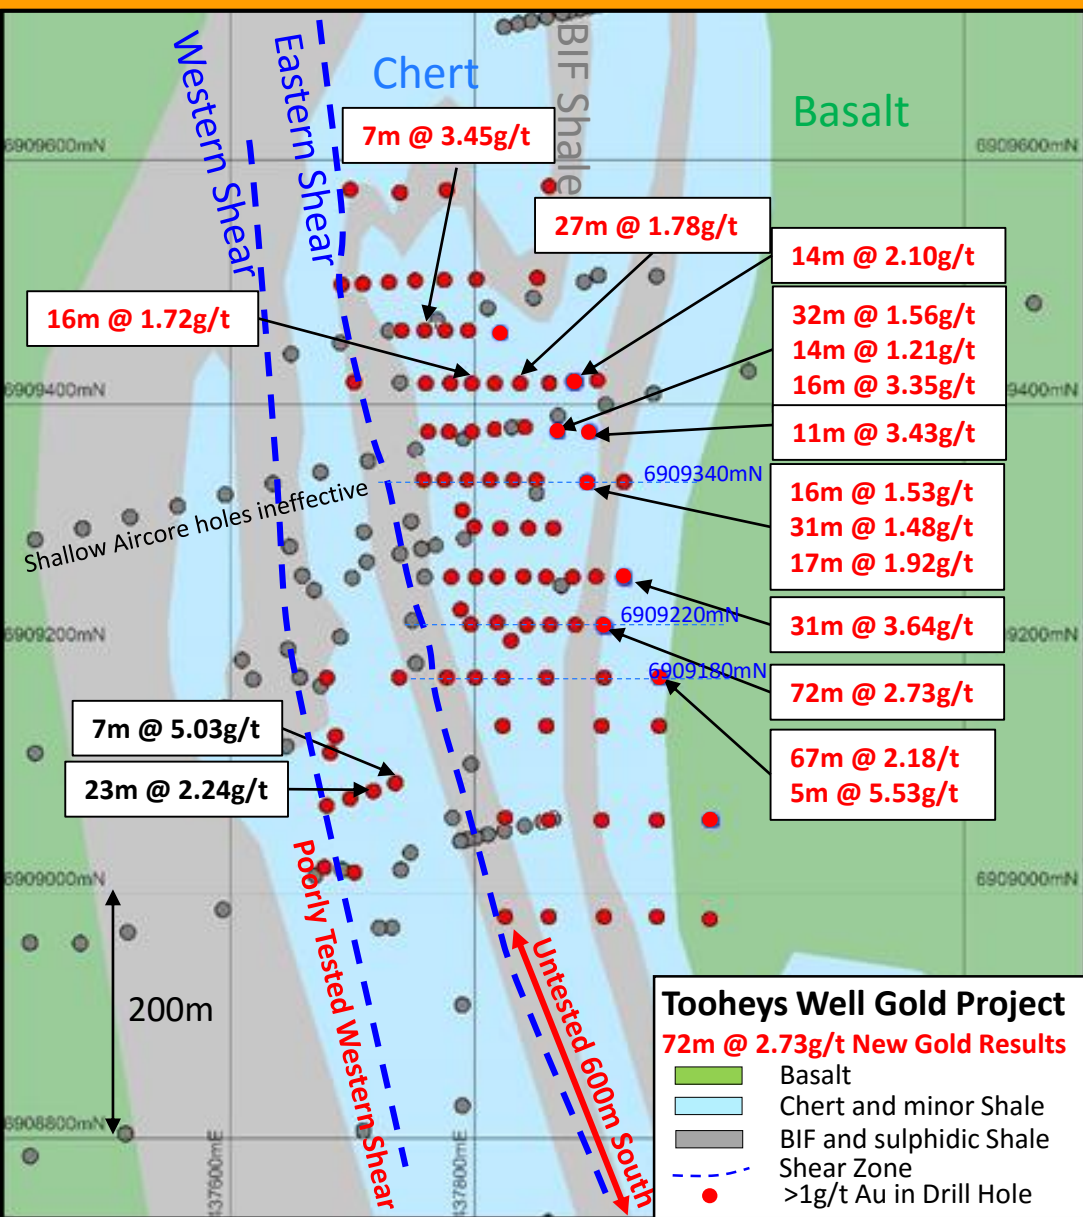 BIF Shale
Western Shear
Eastern Shear
Chert
Basalt
7m @ 3.45g/t
6909600mN
6909600mN
27m @ 1.78g/t
14m @ 2.10g/t
16m @ 1.72g/t
32m @ 1.56g/t
14m @ 1.21g/t
16m @ 3.35g/t
6909400mN
11m @ 3.43g/t
6909340mN
Shallow Aircore holes ineffective
16m @ 1.53g/t
31m @ 1.48g/t
17m @ 1.92g/t
6909220mN
31m @ 3.64g/t
6909200mN
9200mN
6909180mN
72m @ 2.73g/t
7m @ 5.03g/t
23m @ 2.24g/t
67m @ 2.18/t
5m @ 5.53g/t
6909000mN
6909000mN
Poorly Tested Western Shear
Untested 600m South
200m
6908800mN
437600mE
437800mE
Tooheys Well Gold Project
72m @ 2.73g/t New Gold Results
Basalt
Chert and minor Shale
BIF and sulphidic Shale
Shear Zone
>1g/t Au in Drill Hole